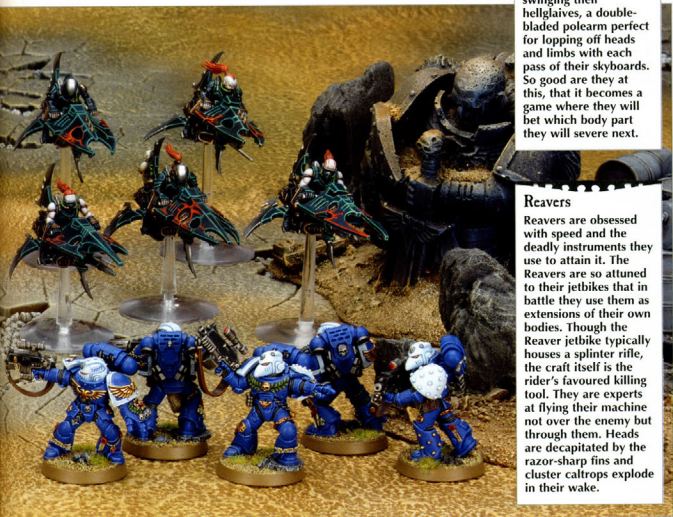 swinging their
hellglaives, a double-
bladed polearm perfect
for lopping off heads
and limbs with each
pass of their skyboards.
So good are they at
this, that it becomes a
game where they will
bet which body part
they will sever next.
Reavers
Reavers are obsessed
with speed and the
deadly instruments they
use to attain it. The
Reavers are so attuned
to their jetbikes that in
battle they use them as
extensions of their own
bodies. Though the
Reaver jetbike typically
houses a splinter rifle,
the craft itself is the
rider's favoured killing
tool. They are experts
at flying their machine
not over the enemy but
through them. Heads
are decapitated by the
razor-sharp fins and
cluster caltrops explode
in their wake.